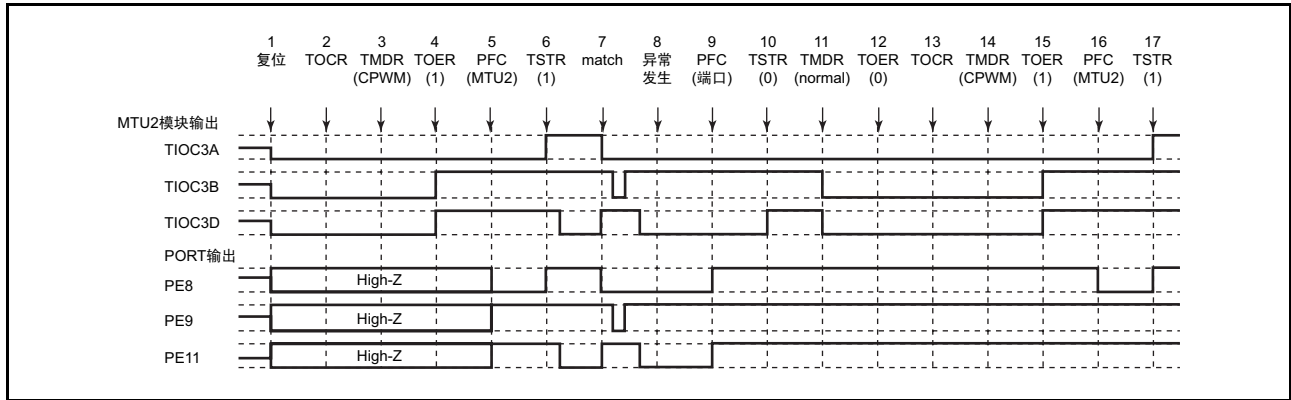 1 2 3 4 5 6 7 8 9 10 11 12 13 14 15 16 17
复位 TOCR TMDR TOER PFC TSTR match 异常 PFC TSTR TMDR TOER TOCR TMDR TOER PFC TSTR
(CPWM) (1) (MTU2) (1) 发生 (端口) (0) (normal) (0) (CPWM) (1) (MTU2) (1)
MTU2模块输出
TIOC3A
TIOC3B
TIOC3D
PORT输出
PE8 High-Z
PE9 High-Z
PE11 High-Z